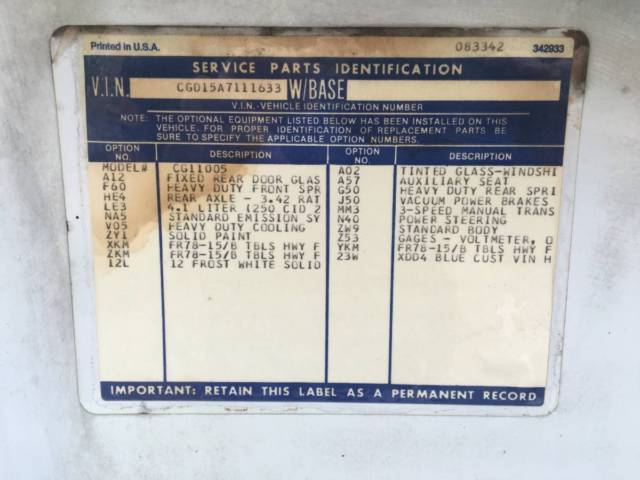 Printed in U.S.A. 083342 342933
SERVICE PARTS IDENTIFICATION
V.I.N. CGD15A7111633 W/BASE
V.I.N.-VEHICLE IDENTIFICATION NUMBER
NOTE: THE OPTIONAL EQUIPMENT LISTED BELOW HAS BEEN INSTALLED ON THIS
VEHICLE. FOR PROPER IDENTIFICATION OF REPLACEMENT PARTS BE
SURE TO SPECIFY THE APPLICABLE OPTION NUMBERS.
OPTION NO. DESCRIPTION OPTION NO. DESCRIPTION
MODEL# CG11005 A02 TINTED GLASS-WINDSHI
A12 FIXED REAR DOOR GLAS A57 AUXILIARY SEAT
F60 HEAVY DUTY FRONT SPR G50 HEAVY DUTY REAR SPRI
HE4 REAR AXLE - 3.42 RAT J50 VACUUM POWER BRAKES
LE3 4.1 LITER (250 CID 2 MM3 3-SPEED MANUAL TRANS
NA5 STANDARD EMISSION SY N40 POWER STEERING
V05 HEAVY DUTY COOLING ZW9 STANDARD BODY
ZY1 SOLID PAINT Z53 GAGES - VOLTMETER, O
XKM FR78-15/B TBLS HWY F YKM FR78-15/B TBLS HWY F
ZKM FR78-15/B TBLS HWY F 23W XDD4 BLUE CUST VIN H
12L 12 FROST WHITE SOLID
IMPORTANT: RETAIN THIS LABEL AS A PERMANENT RECORD